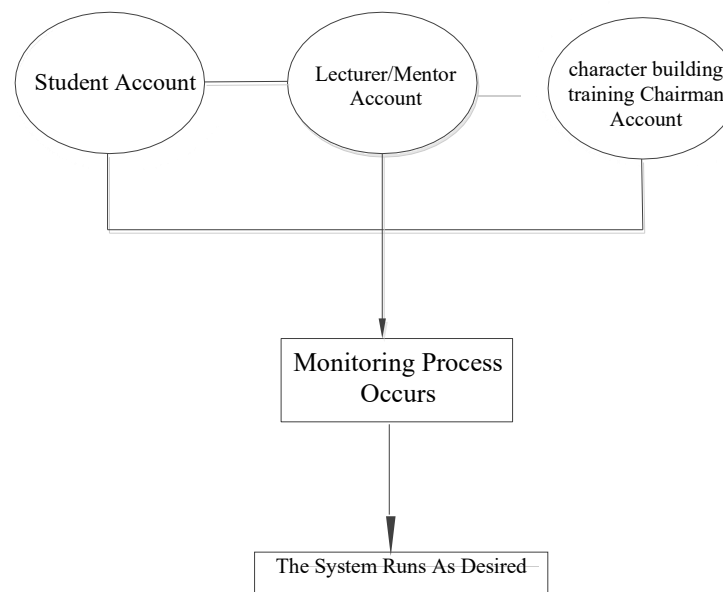 Student Account
Lecturer/Mentor
Account
character building
training Chairman
Account
Monitoring Process
Occurs
The System Runs As Desired